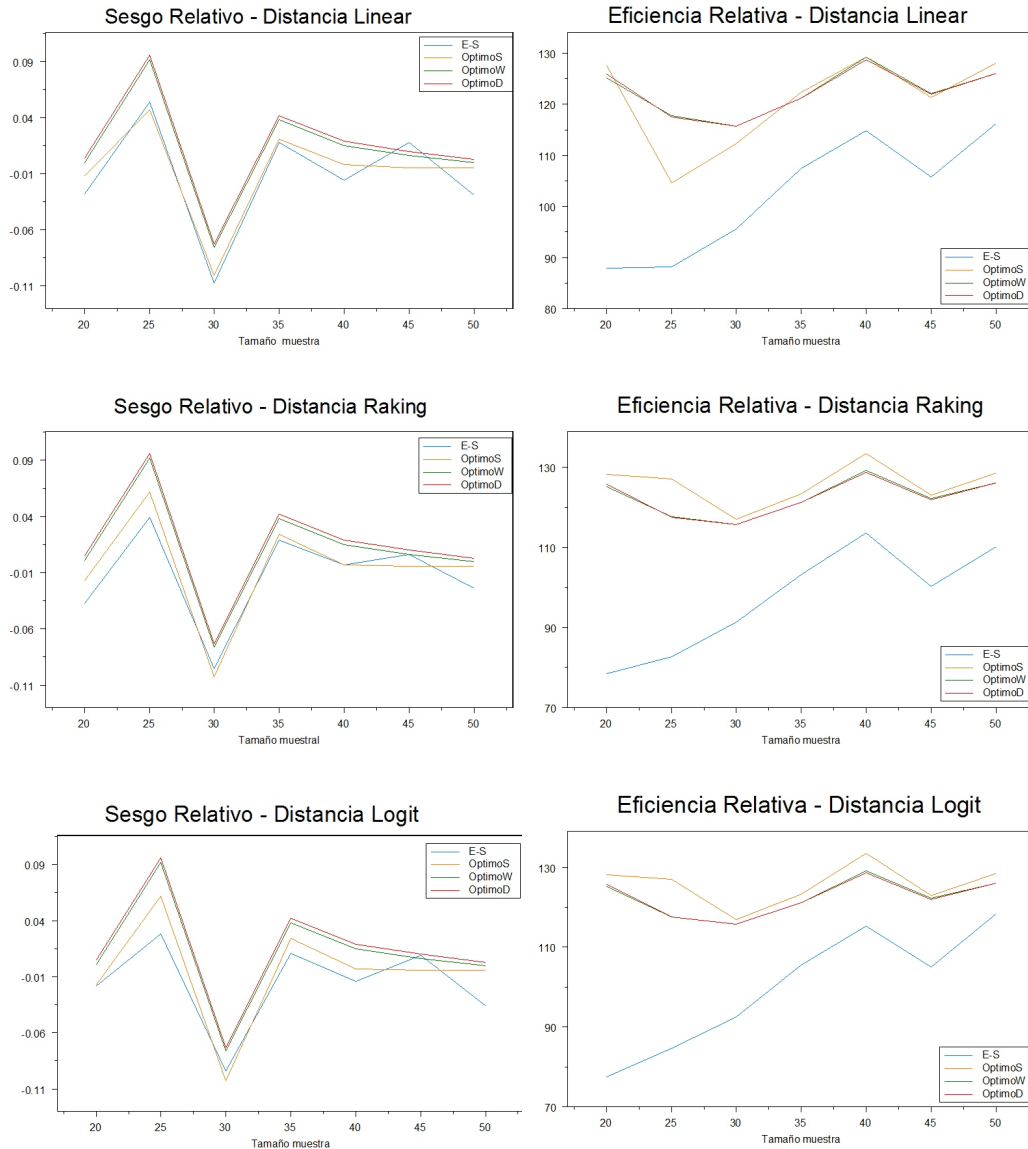 Sesgo Relativo - Distancia Linear
0.09
0.04
-0.01
-0.06
-0.11
E-S
OptimoS
OptimoW
OptimoD
20 25 30 35 40 45 50
Tamaño muestra
Eficiencia Relativa - Distancia Linear
130
120
110
100
90
80
E-S
OptimoS
OptimoW
OptimoD
20 25 30 35 40 45 50
Tamaño muestra
Sesgo Relativo - Distancia Raking
0.09
0.04
-0.01
-0.06
-0.11
E-S
OptimoS
OptimoW
OptimoD
20 25 30 35 40 45 50
Tamaño muestral
Eficiencia Relativa - Distancia Raking
130
110
90
70
E-S
OptimoS
OptimoW
OptimoD
20 25 30 35 40 45 50
Tamaño muestra
Sesgo Relativo - Distancia Logit
0.09
0.04
-0.01
-0.06
-0.11
E-S
OptimoS
OptimoW
OptimoD
20 25 30 35 40 45 50
Tamaño muestra
Eficiencia Relativa - Distancia Logit
130
110
90
70
E-S
OptimoS
OptimoW
OptimoD
20 25 30 35 40 45 50
Tamaño muestra